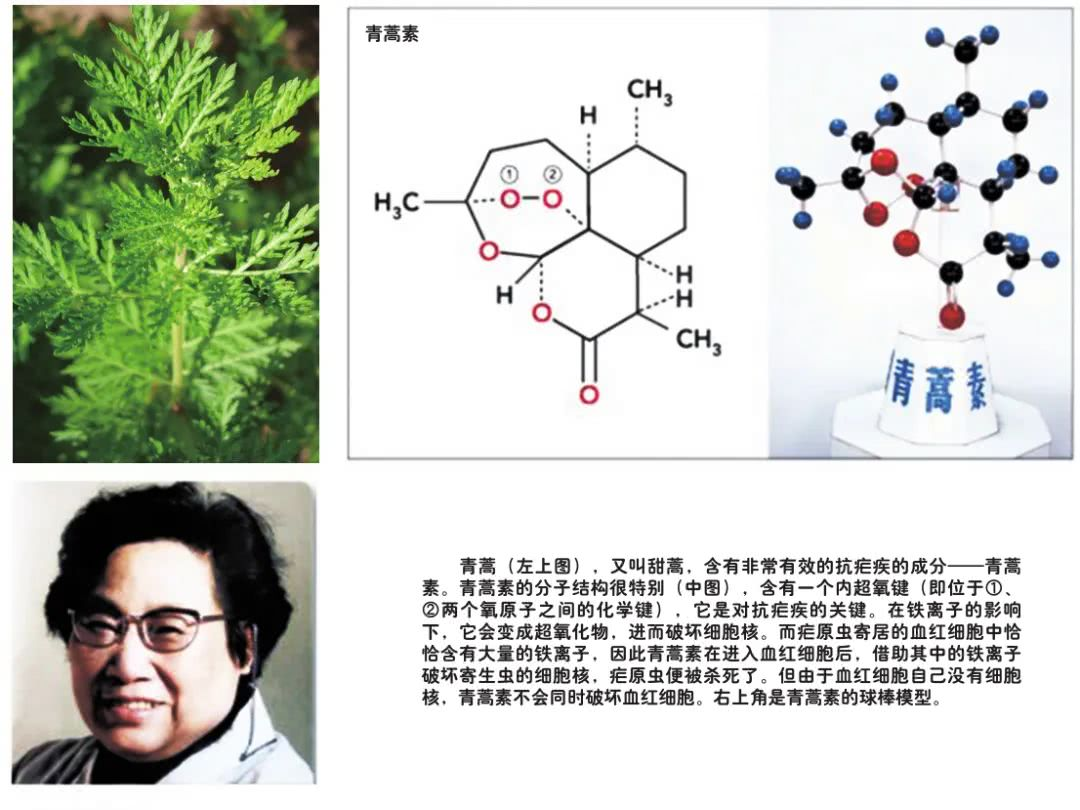 青蒿素
CH₃
H
① ②
H₃C
O–O
O
H
H
H
O
CH₃
O
青蒿素
青蒿（左上图），又叫甜蒿，含有非常有效的抗疟疾的成分——青蒿
素。青蒿素的分子结构很特别（中图），含有一个内超氧键（即位于①、
②两个氧原子之间的化学键），它是对抗疟疾的关键。在铁离子的影响
下，它会变成超氧化物，进而破坏细胞核。而疟原虫寄居的血红细胞中恰
恰含有大量的铁离子，因此青蒿素在进入血红细胞后，借助其中的铁离子
破坏寄生虫的细胞核，疟原虫便被杀死了。但由于血红细胞自己没有细胞
核，青蒿素不会同时破坏血红细胞。右上角是青蒿素的球棒模型。